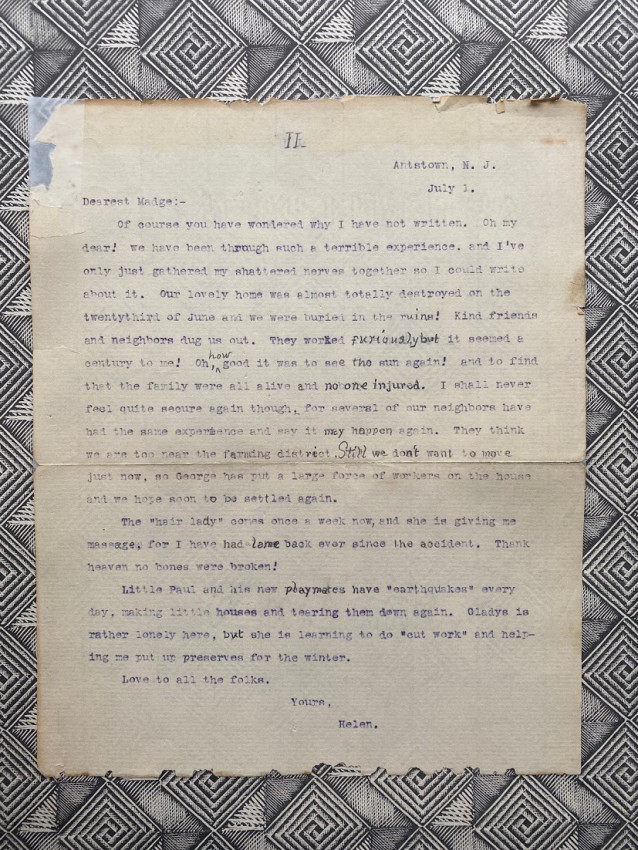 II
Antstown, N. J.
July 1.
Dearest Madge:-
Of course you have wondered why I have not written. Oh my
dear! we have been through such a terrible experience, and I've
only just gathered my shattered nerves together so I could write
about it. Our lovely home was almost totally destroyed on the
twentythird of June and we were buried in the ruins! Kind friends
and neighbors dug us out. They worked furiously but it seemed a
century to me! Oh how good it was to see the sun again! and to find
that the family were all alive and no one injured. I shall never
feel quite secure again though, for several of our neighbors have
had the same experience and say it may happen again. They think
we are too near the farming district. Still we don't want to move
just now, so George has put a large force of workers on the house
and we hope soon to be settled again.
The "hair lady" comes once a week now, and she is giving me
massage, for I have had lame back ever since the accident. Thank
heaven no bones were broken!
Little Paul and his new playmates have "earthquakes" every
day, making little houses and tearing them down again. Gladys is
rather lonely here, but she is learning to do "cut work" and help-
ing me put up preserves for the winter.
Love to all the folks.
Yours,
Helen.